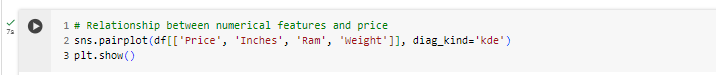 1 # Relationship between numerical features and price
7s
2 sns.pairplot(df[['Price', 'Inches', 'Ram', 'Weight']], diag_kind='kde')
3 plt.show()